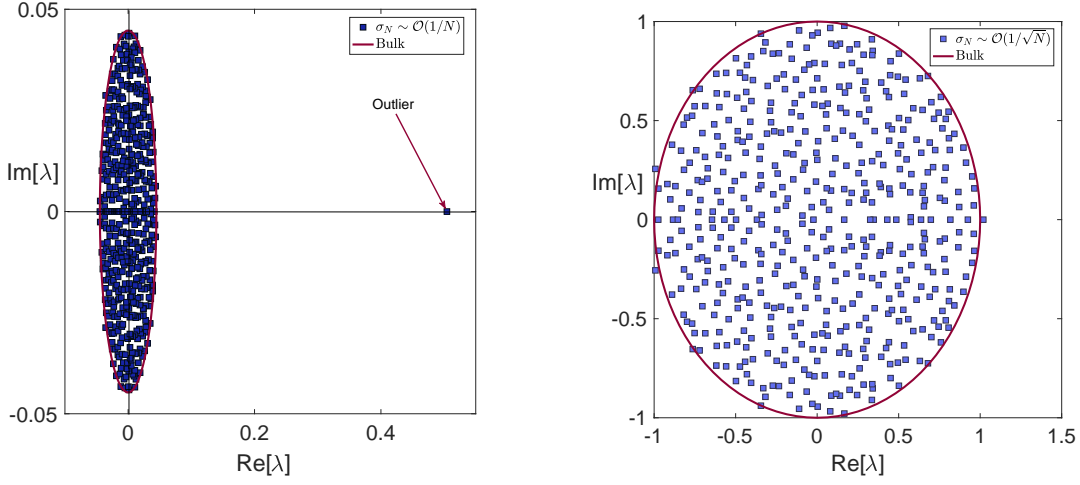 0.05
σ_N ∼ O(1/N)
Bulk
Outlier
Im[λ]
0
-0.05
0
0.2
0.4
Re[λ]
1
σ_N ∼ O(1/√N)
Bulk
0.5
Im[λ]
0
-0.5
-1
-1
-0.5
0
0.5
1
1.5
Re[λ]